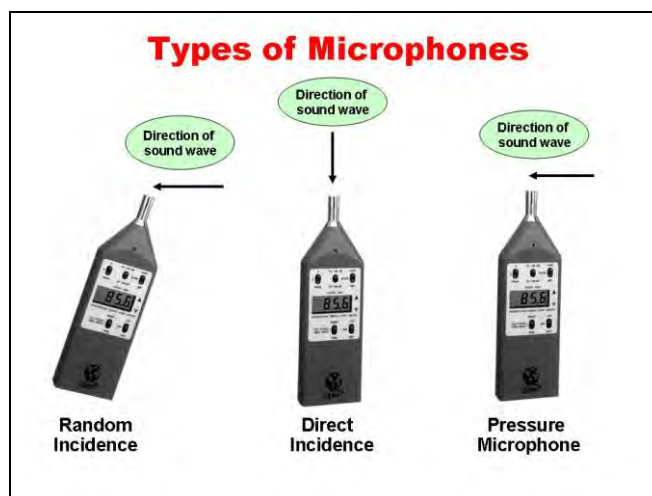 Types of Microphones
Direction of
sound wave
Direction of
sound wave
Direction of
sound wave
85.6
85.6
85.6
Random
Incidence
Direct
Incidence
Pressure
Microphone